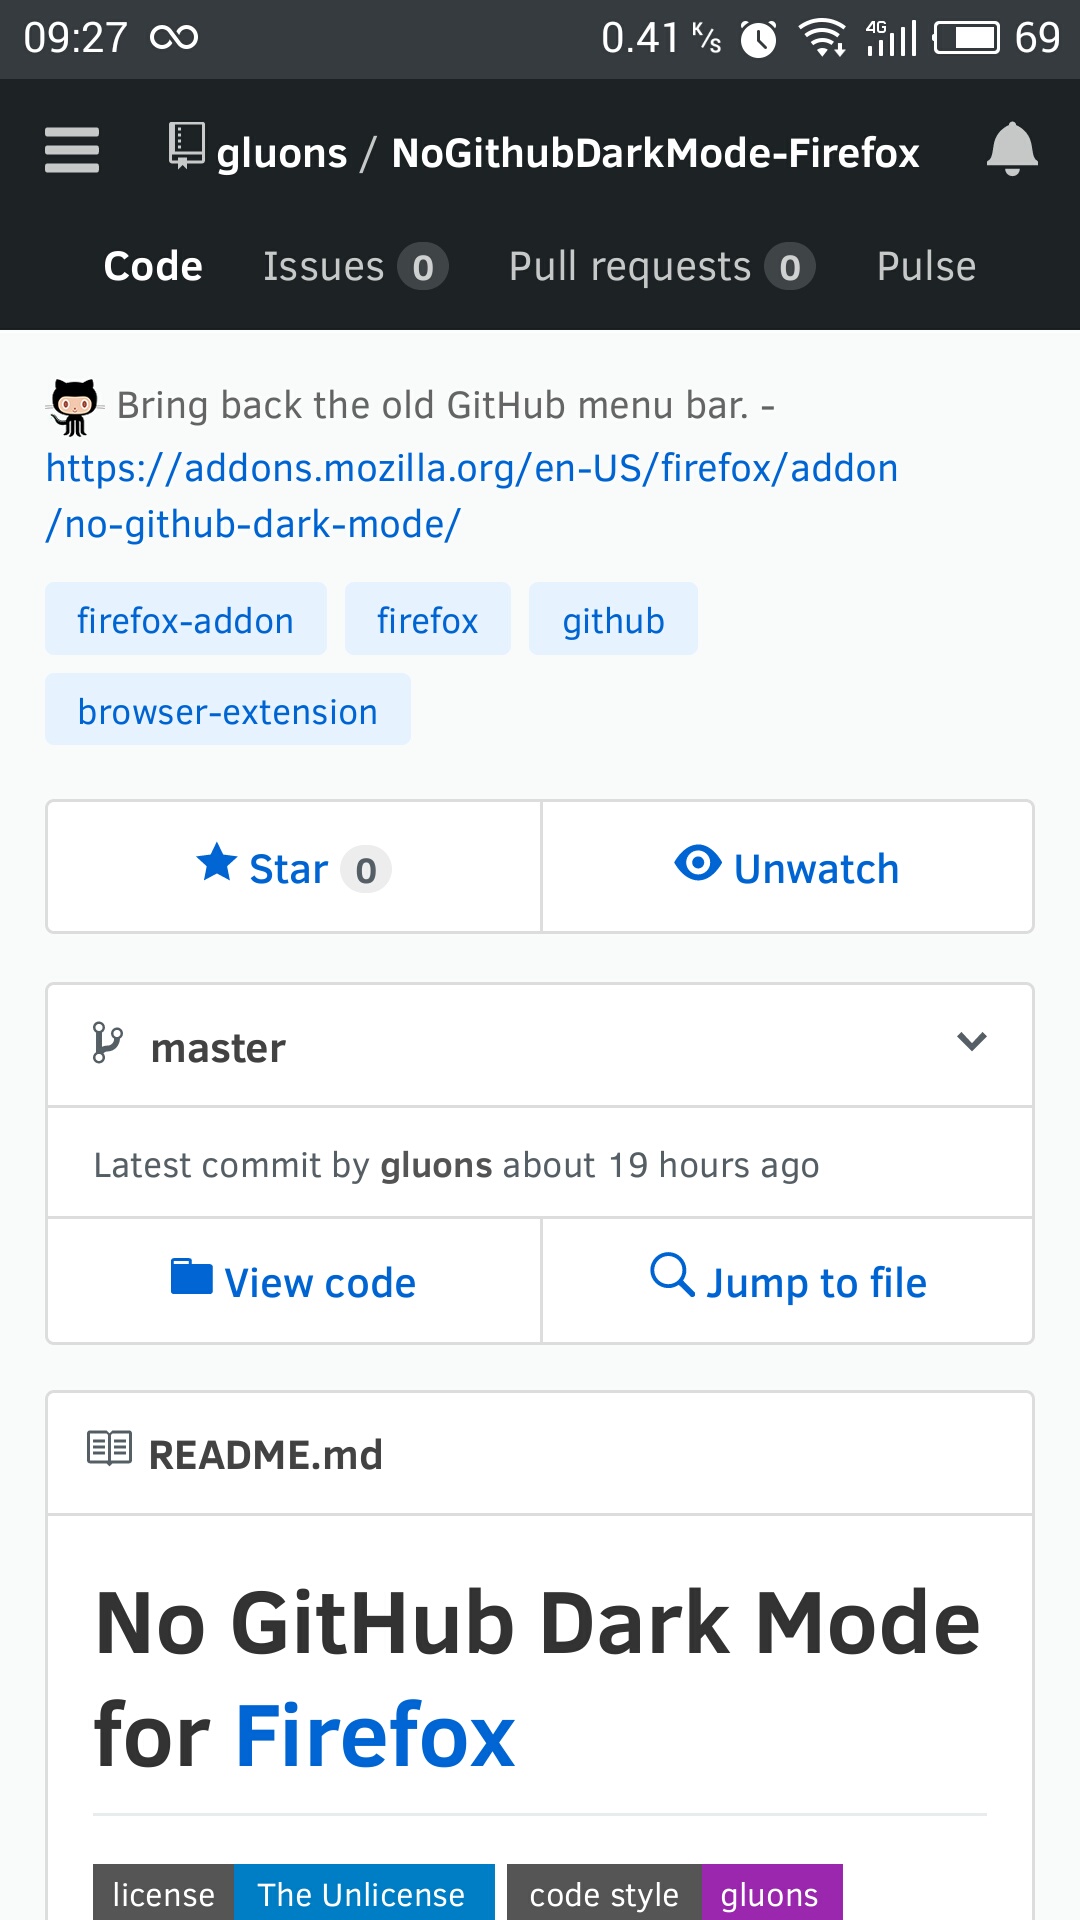 09:27 0.41 K/s 4G 69
gluons / NoGithubDarkMode-Firefox
Code Issues 0 Pull requests 0 Pulse
Bring back the old GitHub menu bar. -
https://addons.mozilla.org/en-US/firefox/addon
/no-github-dark-mode/
firefox-addon firefox github
browser-extension
Star 0 Unwatch
master
Latest commit by gluons about 19 hours ago
View code Jump to file
README.md
No GitHub Dark Mode
for Firefox
license The Unlicense code style gluons